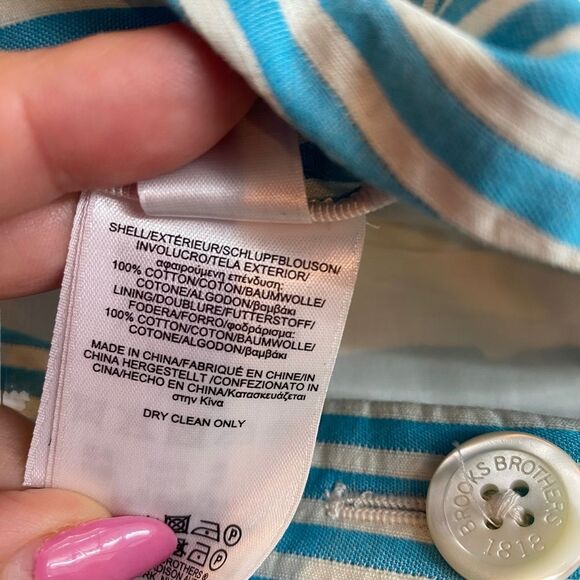 SHELL/EXTÉRIEUR/SCHLUPFBLOUSON/
INVOLUCRO/TELA EXTERIOR/
αφαιρούμενη επένδυση:
100% COTTON/COTON/BAUMWOLLE/
COTONE/ALGODON/βαμβάκι
LINING/DOUBLURE/FUTTERSTOFF/
FODERA/FORRO/φοδράρισμα:
100% COTTON/COTON/BAUMWOLLE/
COTONE/ALGODON/βαμβάκι
MADE IN CHINA/FABRIQUÉ EN CHINE/IN
CHINA HERGESTELLT /CONFEZIONATO IN
CINA/HECHO EN CHINA/Κατασκευάζεται
στην Κίνα
DRY CLEAN ONLY
P
P
BROTHERS®
BROOKS BROTHERS
1818